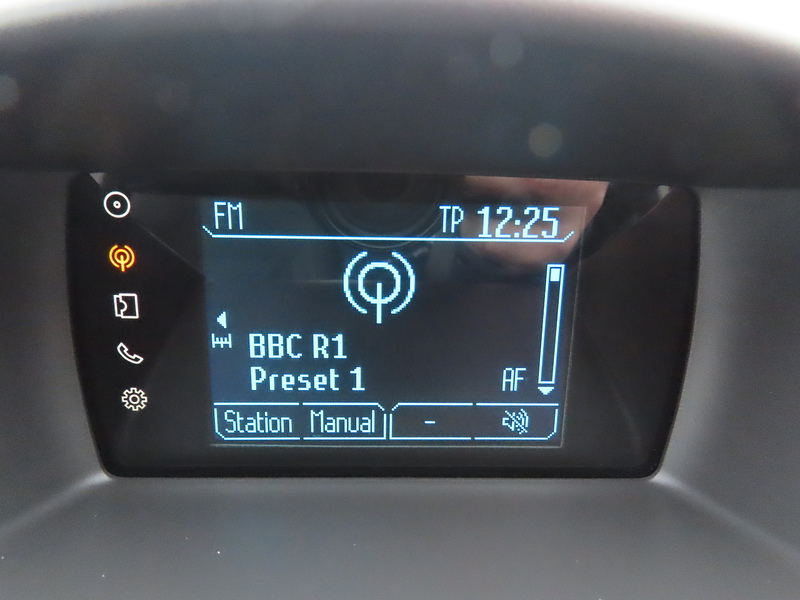 FM TP 12:25
BBC R1
Preset 1 AF
Station Manual -